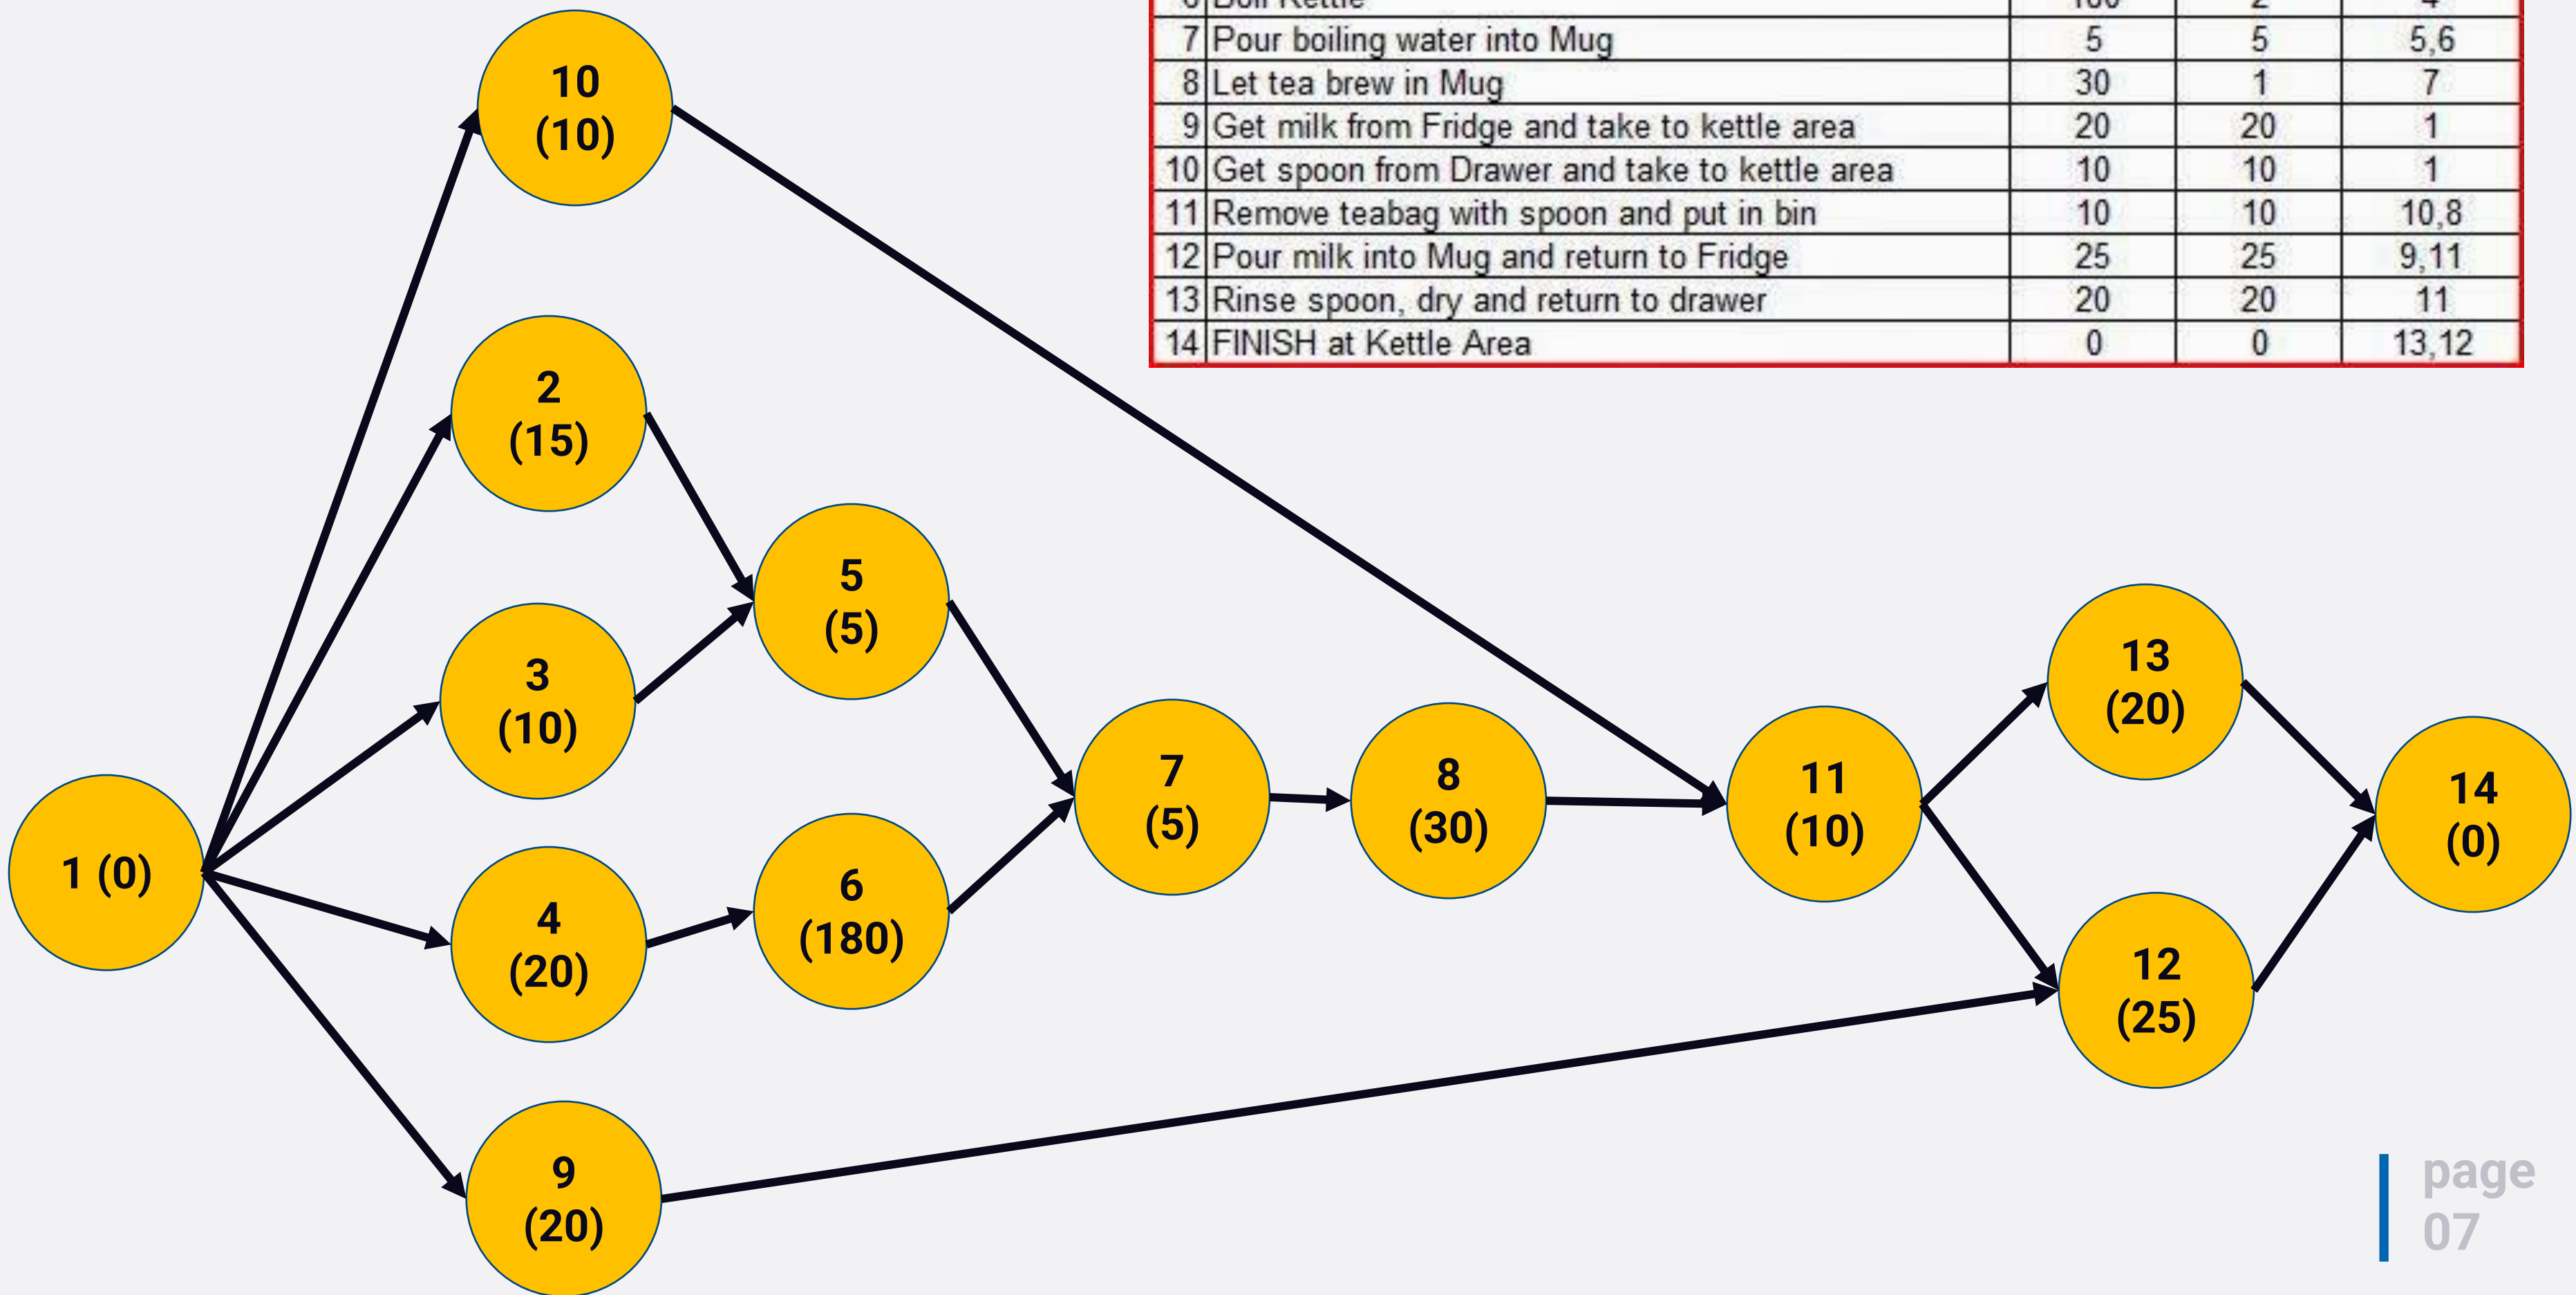 6 Boil Kettle 180 2 4
7 Pour boiling water into Mug 5 5 5,6
8 Let tea brew in Mug 30 1 7
9 Get milk from Fridge and take to kettle area 20 20 1
10 Get spoon from Drawer and take to kettle area 10 10 1
11 Remove teabag with spoon and put in bin 10 10 10,8
12 Pour milk into Mug and return to Fridge 25 25 9,11
13 Rinse spoon, dry and return to drawer 20 20 11
14 FINISH at Kettle Area 0 0 13,12
10
(10)
2
(15)
5
(5)
3
(10)
13
(20)
7
(5)
8
(30)
11
(10)
14
(0)
1 (0)
6
(180)
4
(20)
12
(25)
9
(20)
page
07